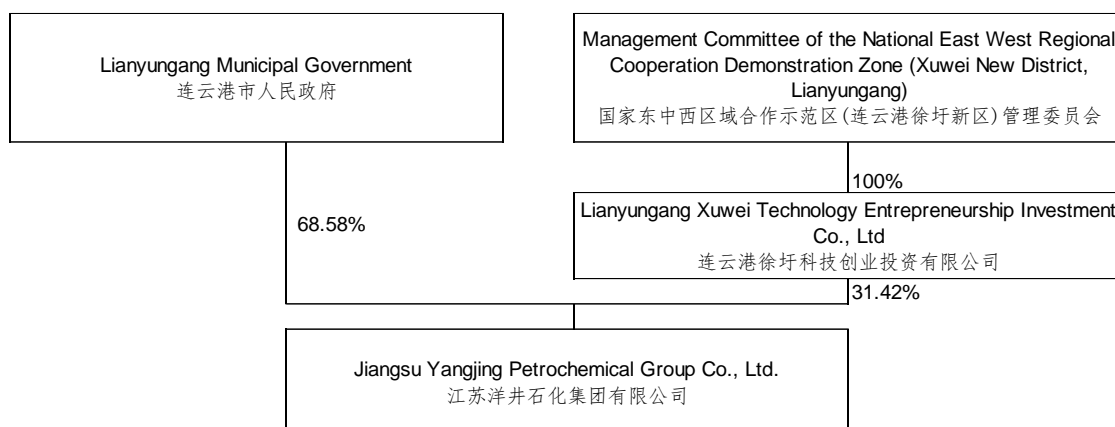 Lianyungang Municipal Government
连云港市人民政府
Management Committee of the National East West Regional
Cooperation Demonstration Zone (Xuwei New District,
Lianyungang)
国家东中西区域合作示范区(连云港徐圩新区)管理委员会
100%
68.58%
Lianyungang Xuwei Technology Entrepreneurship Investment
Co., Ltd
连云港徐圩科技创业投资有限公司
31.42%
Jiangsu Yangjing Petrochemical Group Co., Ltd.
江苏洋井石化集团有限公司